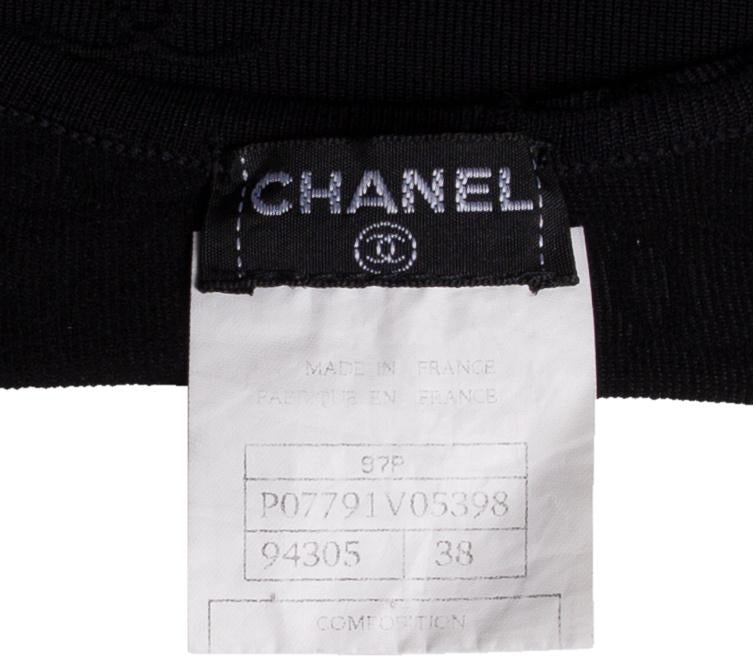 CHANEL
MADE IN FRANCE
FABRIQUE EN FRANCE
97P
P07791V05398
94305 38
COMPOSITION